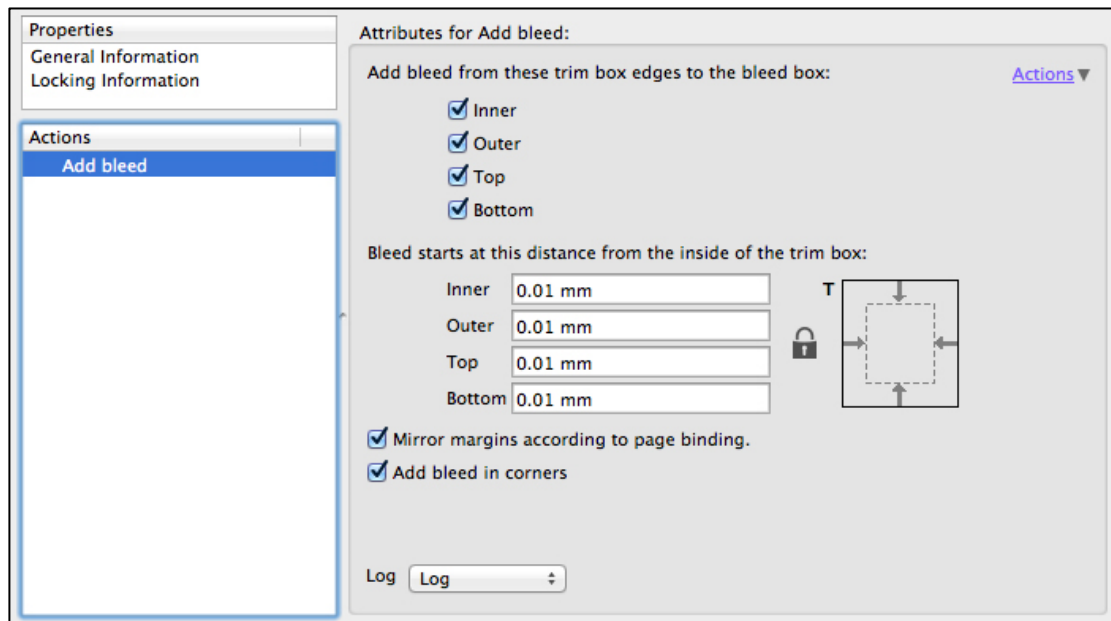 Properties
General Information
Locking Information
Actions
Add bleed
Attributes for Add bleed:
Add bleed from these trim box edges to the bleed box:
Actions▼
Inner
Outer
Top
Bottom
Bleed starts at this distance from the inside of the trim box:
Inner 0.01 mm
Outer 0.01 mm
Top 0.01 mm
Bottom 0.01 mm
T
Mirror margins according to page binding.
Add bleed in corners
Log Log